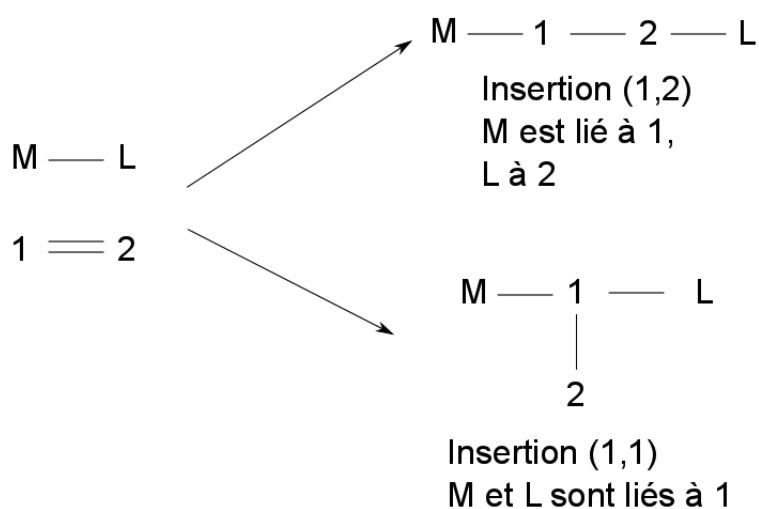 M L
1 2
M 1 2 L
Insertion (1,2)
M est lié à 1,
L à 2
M 1 L
2
Insertion (1,1)
M et L sont liés à 1